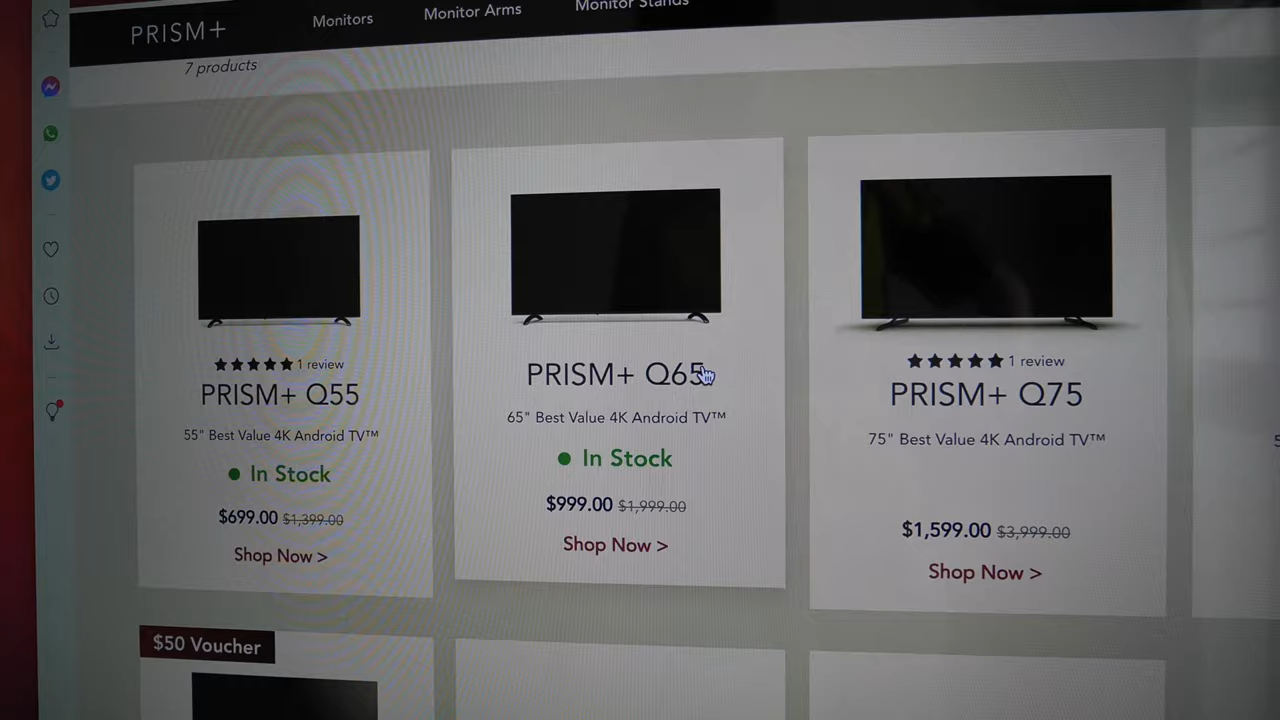 PRISM+
Monitors
Monitor Arms
Monitor Stands
7 products
1 review
PRISM+ Q55
55" Best Value 4K Android TV™
In Stock
$699.00 $1,399.00
Shop Now >
PRISM+ Q65
65" Best Value 4K Android TV™
In Stock
$999.00 $1,999.00
Shop Now >
1 review
PRISM+ Q75
75" Best Value 4K Android TV™
$1,599.00 $3,999.00
Shop Now >
$50 Voucher